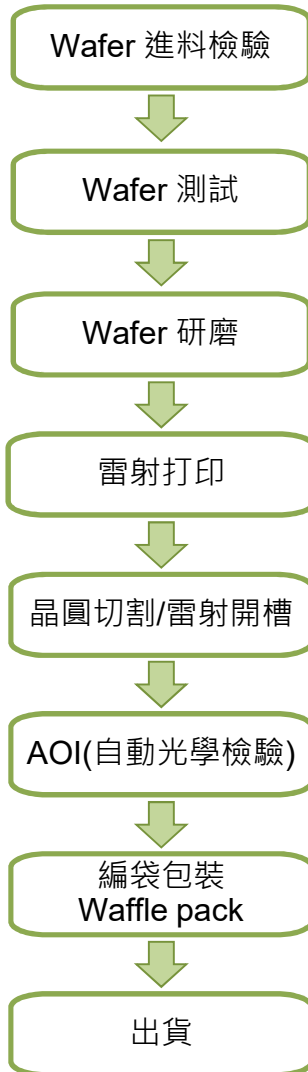 Wafer 進料檢驗
Wafer 測試
Wafer 研磨
雷射打印
晶圓切割/雷射開槽
AOI(自動光學檢驗)
編袋包裝
Waffle pack
出貨